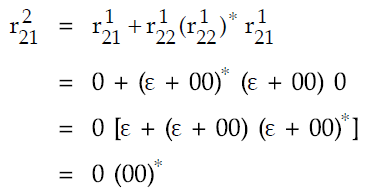 r²₂₁ = r¹₂₁ + r¹₂₂ (r¹₂₂)* r¹₂₁
= 0 + (ε + 00)* (ε + 00) 0
= 0 [ε + (ε + 00) (ε + 00)*]
= 0 (00)*